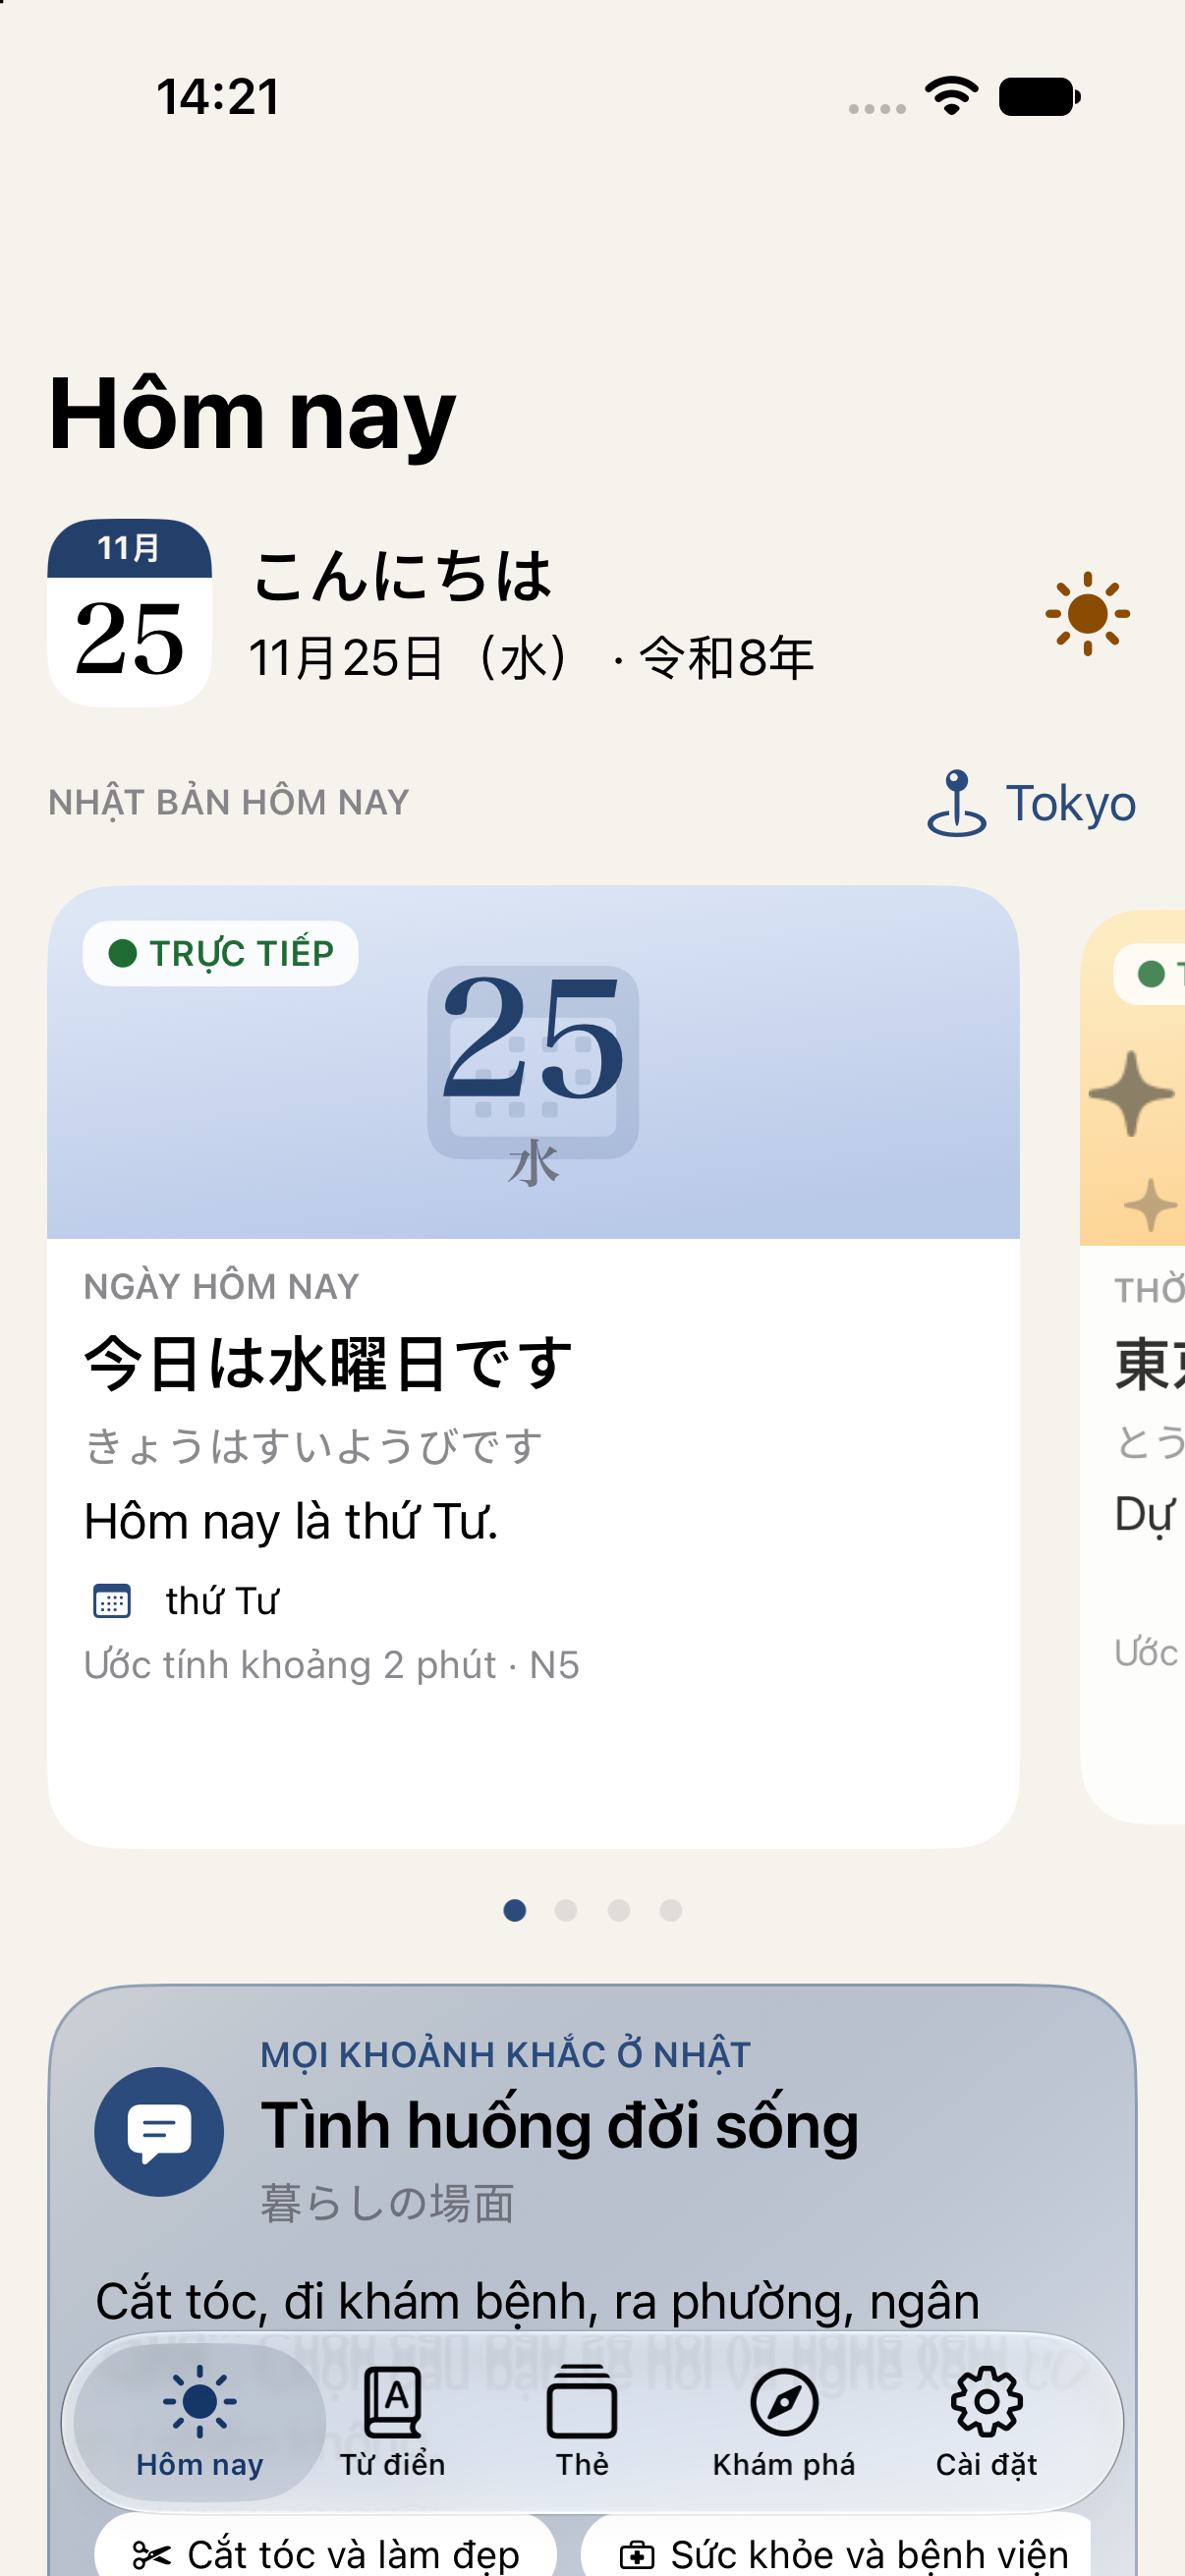 14:21
Hôm nay
11月
25
こんにちは
11月25日（水） · 令和8年
NHẬT BẢN HÔM NAY
Tokyo
TRỰC TIẾP
25
水
NGÀY HÔM NAY
今日は水曜日です
きょうはすいようびです
Hôm nay là thứ Tư.
thứ Tư
Ước tính khoảng 2 phút · N5
とう
Dự
Ước
MỌI KHOẢNH KHẮC Ở NHẬT
Tình huống đời sống
暮らしの場面
Cắt tóc, đi khám bệnh, ra phường, ngân
Hôm nay
Từ điển
Thẻ
Khám phá
Cài đặt
Cắt tóc và làm đẹp
Sức khỏe và bệnh viện